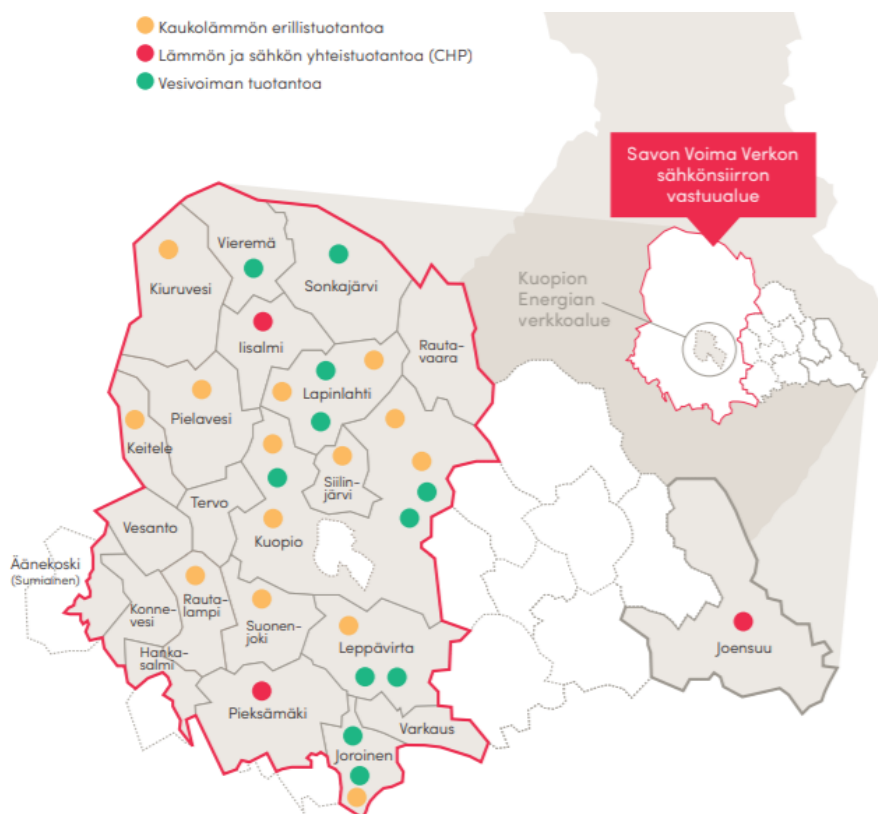 Kaukolämmön erillistuotantoa
Lämmön ja sähkön yhteistuotantoa (CHP)
Vesivoiman tuotantoa
Savon Voima Verkon
sähkönsiirron
vastuualue
Kuopion
Energian
verkkoalue
Vieremä
Kiuruvesi
Sonkajärvi
Iisalmi
Rauta-
vaara
Lapinlahti
Pielavesi
Keitele
Siilin-
järvi
Tervo
Vesanto
Kuopio
Äänekoski
(Sumiainen)
Konne-
vesi
Rauta-
lampi
Suonen-
joki
Leppävirta
Hanka-
salmi
Pieksämäki
Varkaus
Joroinen
Joensuu